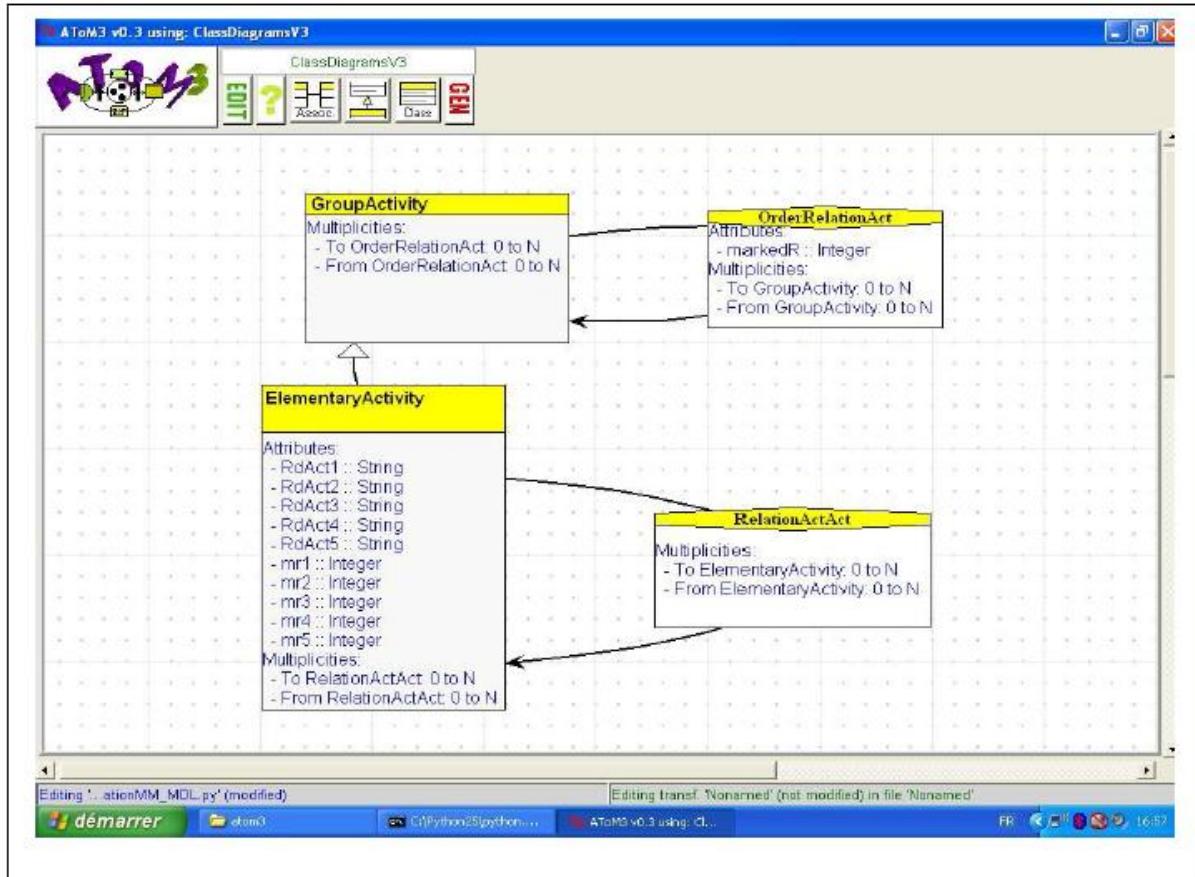 AToM3 v0.3 using: ClassDiagramsV3
ClassDiagramsV3
AToM3
EDIT
?
Assoc.
Class
GEN
GroupActivity
Multiplicities:
- To OrderRelationAct: 0 to N
- From OrderRelationAct: 0 to N
OrderRelationAct
Attributes:
- markedR :: Integer
Multiplicities:
- To GroupActivity: 0 to N
- From GroupActivity: 0 to N
ElementaryActivity
Attributes:
- RdAct1 :: String
- RdAct2 :: String
- RdAct3 :: String
- RdAct4 :: String
- RdAct5 :: String
- mr1 :: Integer
- mr2 :: Integer
- mr3 :: Integer
- mr4 :: Integer
- mr5 :: Integer
Multiplicities:
- To RelationActAct: 0 to N
- From RelationActAct: 0 to N
RelationActAct
Multiplicities:
- To ElementaryActivity: 0 to N
- From ElementaryActivity: 0 to N
Editing '...ationMM_MDL.py' (modified)
Editing transf. 'Nonamed' (not modified) in file 'Nonamed'
démarrer
atom3
C:\Python25\python....
AToM3 v0.3 using: Cl...
FR
16:57